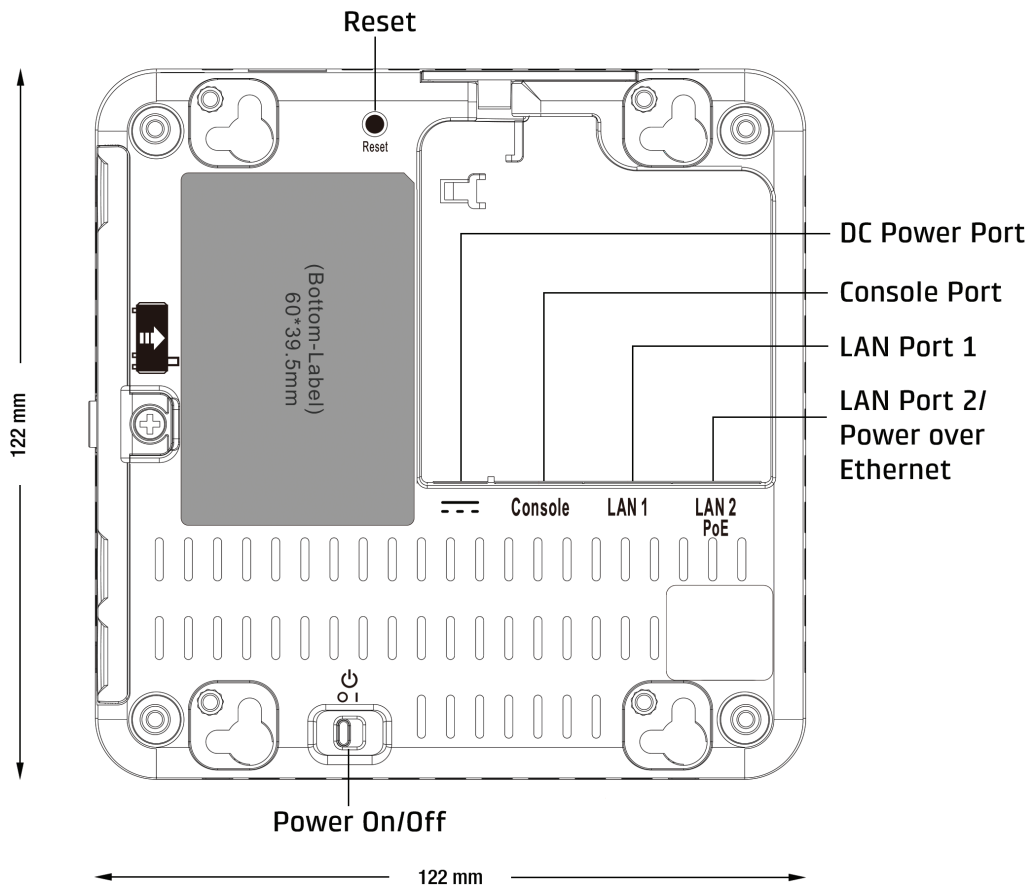 Reset
Reset
DC Power Port
Console Port
LAN Port 1
LAN Port 2/
Power over
Ethernet
(Bottom-Label)
60*39.5mm
122 mm
Console
LAN 1
LAN 2
PoE
Power On/Off
122 mm